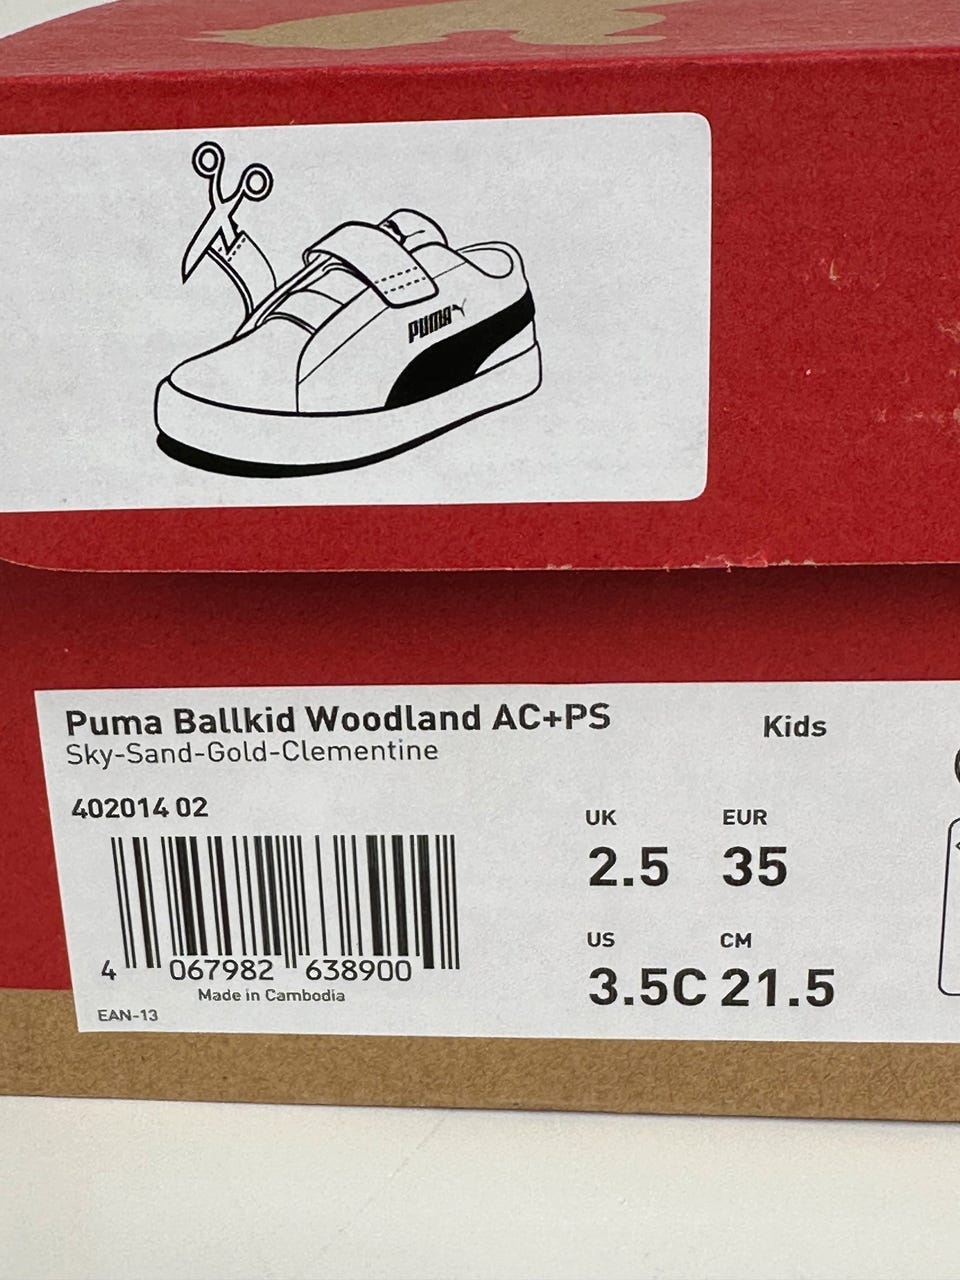 PUMA
Puma Ballkid Woodland AC+PS
Kids
Sky-Sand-Gold-Clementine
402014 02
UK EUR
2.5 35
US CM
3.5C 21.5
4 067982 638900
Made in Cambodia
EAN-13